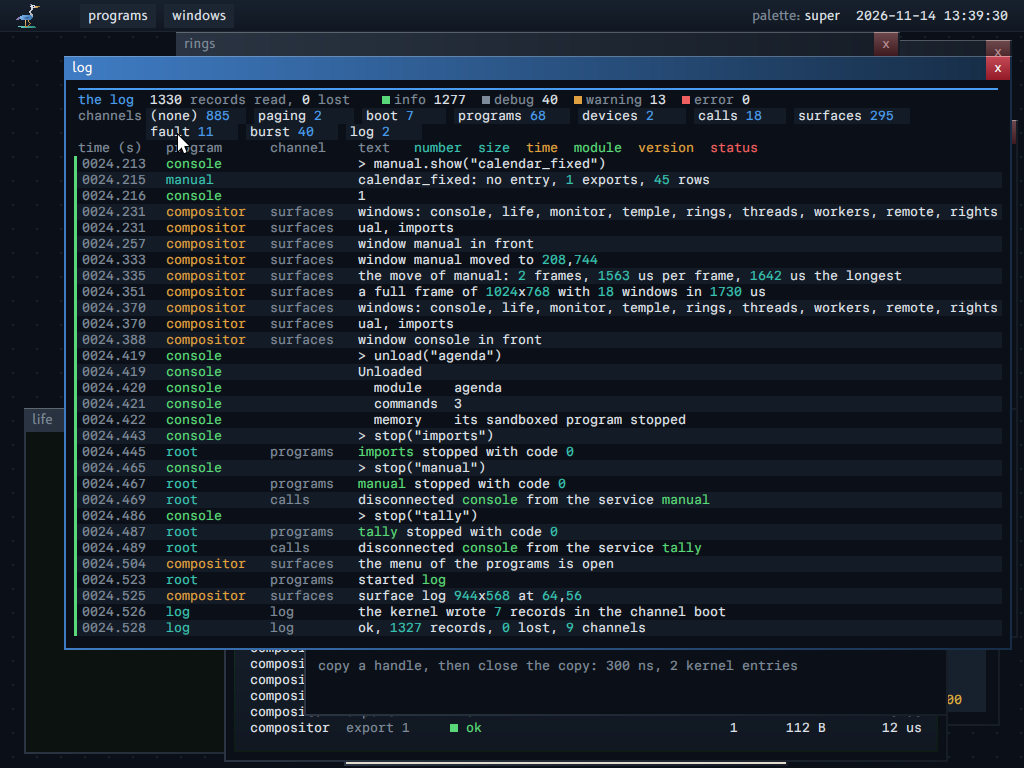 programs windows palette: super 2026-11-14 13:39:30
rings x
x
log x
the log 1330 records read, 0 lost info 1277 debug 40 warning 13 error 0
channels (none) 885 paging 2 boot 7 programs 68 devices 2 calls 18 surfaces 295
fault 11 burst 40 log 2
time (s) program channel text number size time module version status
0024.213 console > manual.show("calendar_fixed")
0024.215 manual calendar_fixed: no entry, 1 exports, 45 rows
0024.216 console 1
0024.231 compositor surfaces windows: console, life, monitor, temple, rings, threads, workers, remote, rights
0024.231 compositor surfaces ual, imports
0024.257 compositor surfaces window manual in front
0024.333 compositor surfaces window manual moved to 208,744
0024.335 compositor surfaces the move of manual: 2 frames, 1563 us per frame, 1642 us the longest
0024.351 compositor surfaces a full frame of 1024x768 with 18 windows in 1730 us
0024.370 compositor surfaces windows: console, life, monitor, temple, rings, threads, workers, remote, rights
0024.370 compositor surfaces ual, imports
0024.388 compositor surfaces window console in front
0024.419 console > unload("agenda")
0024.419 console Unloaded
0024.420 console module agenda
0024.421 console commands 3
0024.422 console memory its sandboxed program stopped
0024.443 console > stop("imports")
0024.445 root programs imports stopped with code 0
0024.465 console > stop("manual")
0024.467 root programs manual stopped with code 0
0024.469 root calls disconnected console from the service manual
0024.486 console > stop("tally")
0024.487 root programs tally stopped with code 0
0024.489 root calls disconnected console from the service tally
0024.504 compositor surfaces the menu of the programs is open
0024.523 root programs started log
0024.525 compositor surfaces surface log 944x568 at 64,56
0024.526 log log the kernel wrote 7 records in the channel boot
0024.528 log log ok, 1327 records, 0 lost, 9 channels
life
composi copy a handle, then close the copy: 300 ns, 2 kernel entries
composi
composi 00
composi
compositor export 1 ok 1 112 B 12 us